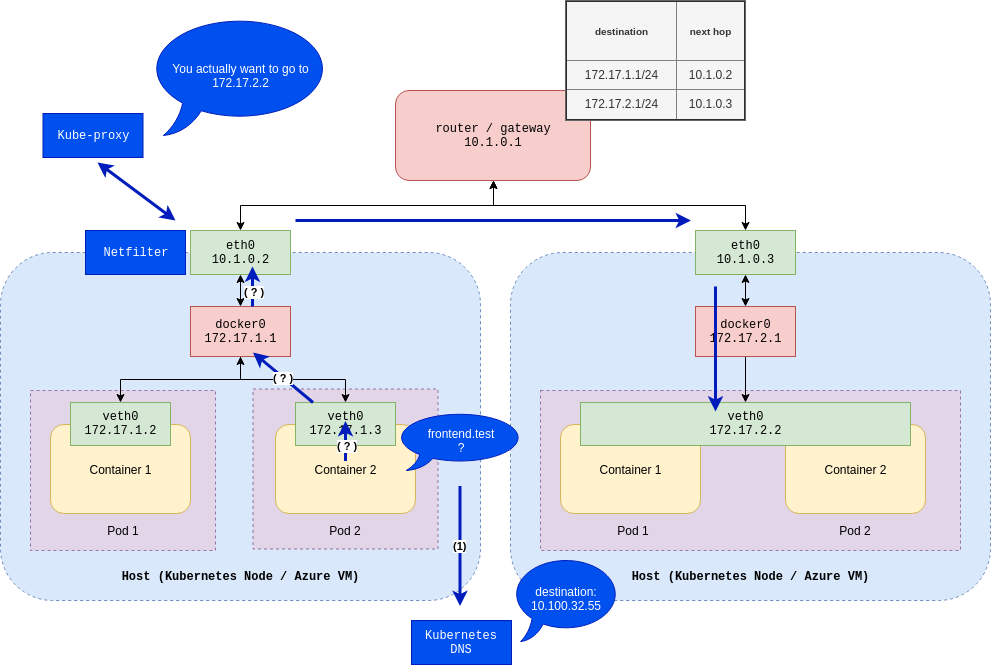 destination next hop
172.17.1.1/24 10.1.0.2
172.17.2.1/24 10.1.0.3
You actually want to go to
172.17.2.2
Kube-proxy
router / gateway
10.1.0.1
Netfilter
eth0
10.1.0.2
eth0
10.1.0.3
( ? )
docker0
172.17.1.1
docker0
172.17.2.1
( ? )
veth0
172.17.1.2
veth0
172.17.1.3
( ? )
frontend.test
?
veth0
172.17.2.2
Container 1
Container 2
Container 1
Container 2
Pod 1
Pod 2
Pod 1
Pod 2
(1)
Host (Kubernetes Node / Azure VM)
Host (Kubernetes Node / Azure VM)
destination:
10.100.32.55
Kubernetes
DNS